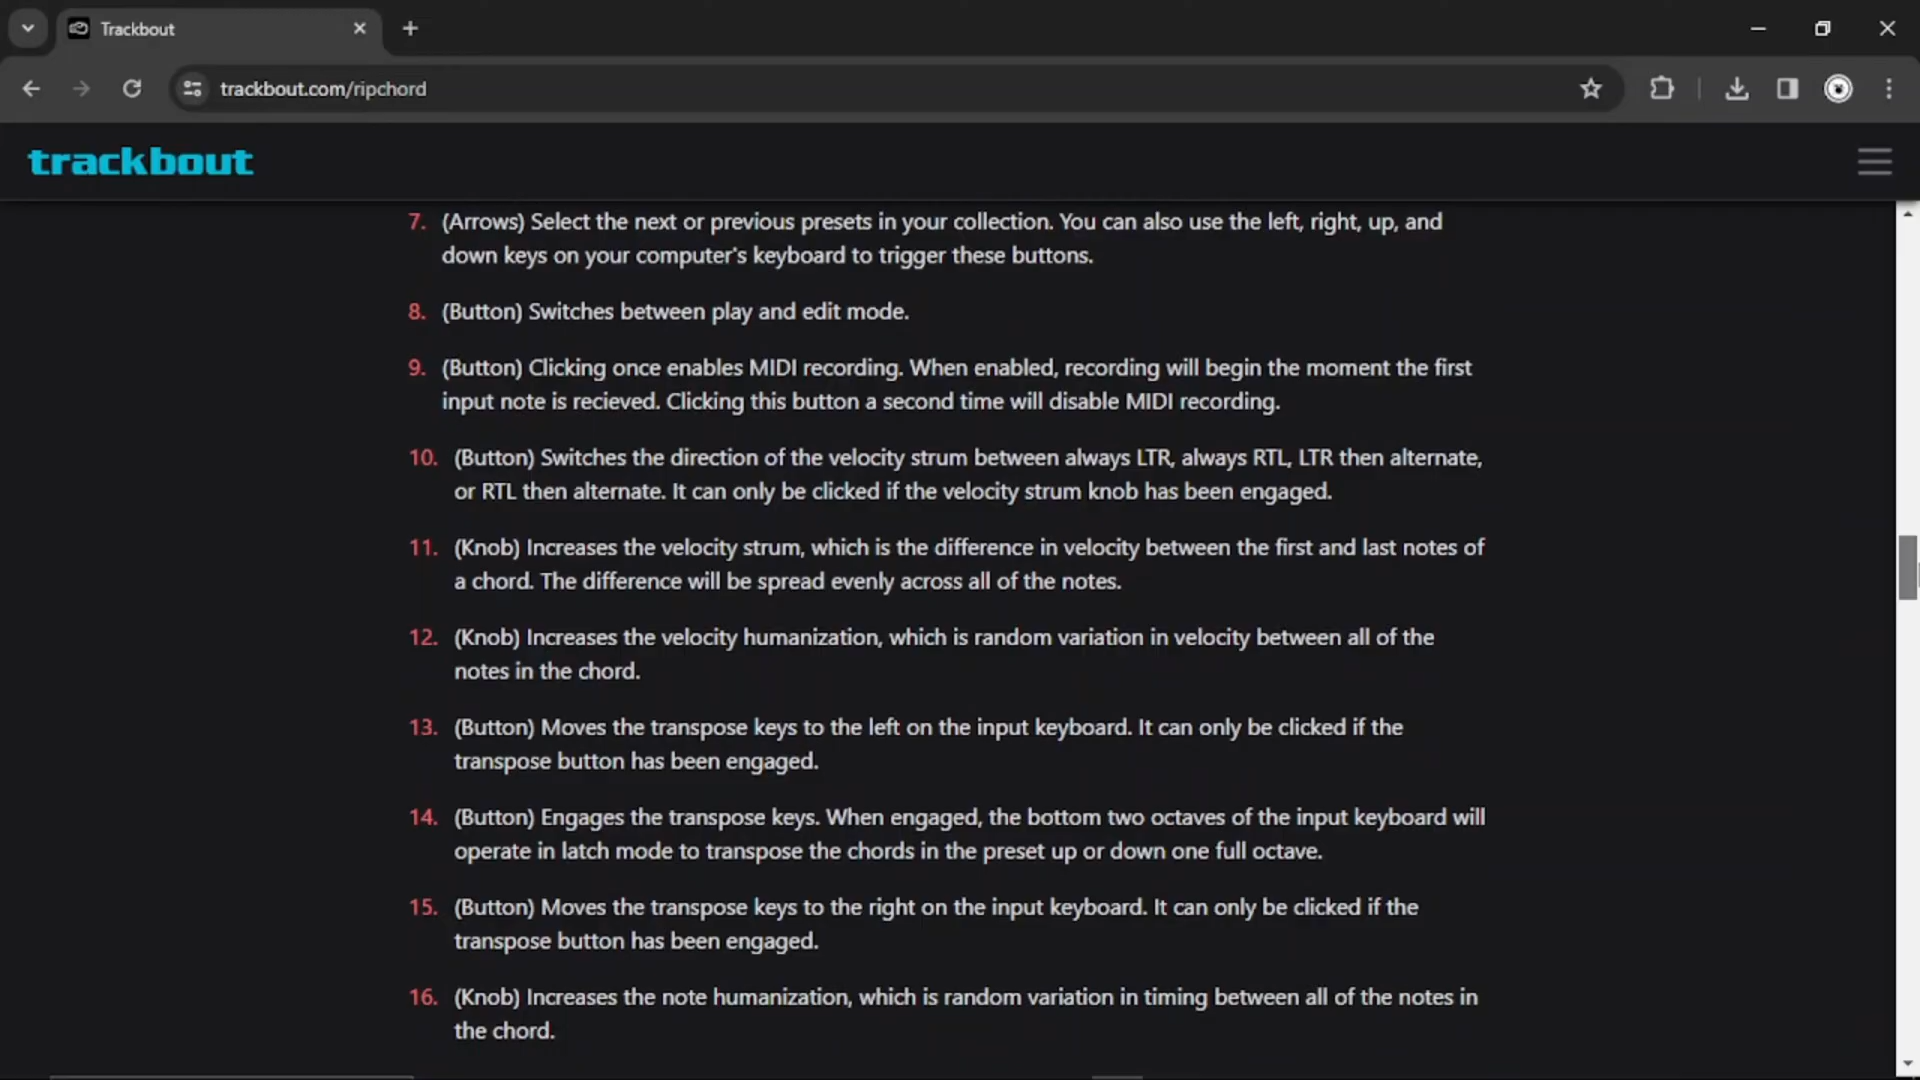 Trackbout
trackbout.com/ripchord
trackbout
7. (Arrows) Select the next or previous presets in your collection. You can also use the left, right, up, and
down keys on your computer's keyboard to trigger these buttons.
8. (Button) Switches between play and edit mode.
9. (Button) Clicking once enables MIDI recording. When enabled, recording will begin the moment the first
input note is recieved. Clicking this button a second time will disable MIDI recording.
10. (Button) Switches the direction of the velocity strum between always LTR, always RTL, LTR then alternate,
or RTL then alternate. It can only be clicked if the velocity strum knob has been engaged.
11. (Knob) Increases the velocity strum, which is the difference in velocity between the first and last notes of
a chord. The difference will be spread evenly across all of the notes.
12. (Knob) Increases the velocity humanization, which is random variation in velocity between all of the
notes in the chord.
13. (Button) Moves the transpose keys to the left on the input keyboard. It can only be clicked if the
transpose button has been engaged.
14. (Button) Engages the transpose keys. When engaged, the bottom two octaves of the input keyboard will
operate in latch mode to transpose the chords in the preset up or down one full octave.
15. (Button) Moves the transpose keys to the right on the input keyboard. It can only be clicked if the
transpose button has been engaged.
16. (Knob) Increases the note humanization, which is random variation in timing between all of the notes in
the chord.